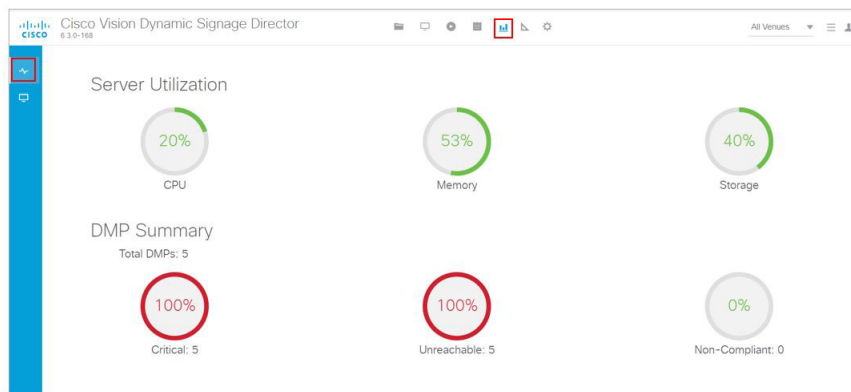 Cisco Vision Dynamic Signage Director
CISCO
6.3.0-168
All Venues
Server Utilization
20%
53%
40%
CPU
Memory
Storage
DMP Summary
Total DMPs: 5
100%
100%
0%
Critical: 5
Unreachable: 5
Non-Compliant: 0